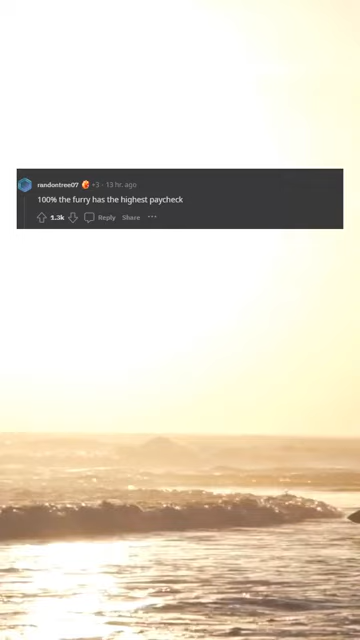 randontree07 +3 · 13 hr. ago
100% the furry has the highest paycheck
1.3k Reply Share ...